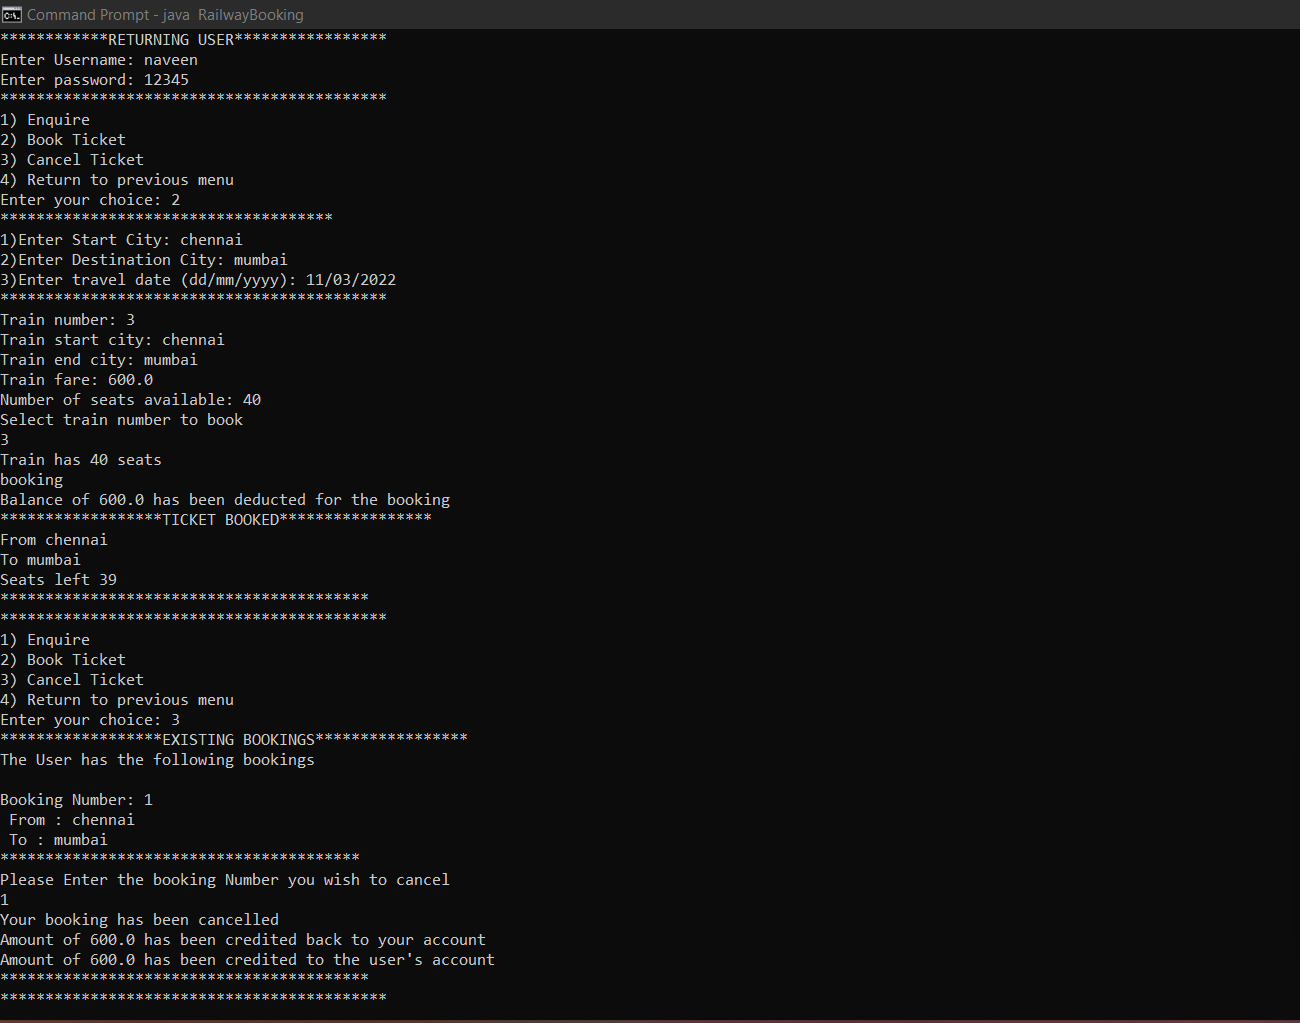 Command Prompt - java  RailwayBooking
************RETURNING USER*****************
Enter Username: naveen
Enter password: 12345
*******************************************
1) Enquire
2) Book Ticket
3) Cancel Ticket
4) Return to previous menu
Enter your choice: 2
*************************************
1)Enter Start City: chennai
2)Enter Destination City: mumbai
3)Enter travel date (dd/mm/yyyy): 11/03/2022
*******************************************
Train number: 3
Train start city: chennai
Train end city: mumbai
Train fare: 600.0
Number of seats available: 40
Select train number to book
3
Train has 40 seats
booking
Balance of 600.0 has been deducted for the booking
******************TICKET BOOKED*****************
From chennai
To mumbai
Seats left 39
*****************************************
*******************************************
1) Enquire
2) Book Ticket
3) Cancel Ticket
4) Return to previous menu
Enter your choice: 3
******************EXISTING BOOKINGS*****************
The User has the following bookings

Booking Number: 1
 From : chennai
 To : mumbai
****************************************
Please Enter the booking Number you wish to cancel
1
Your booking has been cancelled
Amount of 600.0 has been credited back to your account
Amount of 600.0 has been credited to the user's account
*****************************************
*******************************************